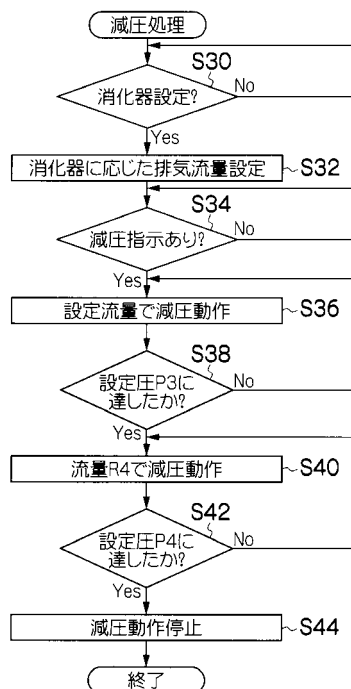 減圧処理
S30
消化器設定?
No
Yes
消化器に応じた排気流量設定
S32
S34
減圧指示あり?
No
Yes
設定流量で減圧動作
S36
S38
設定圧P3に
達したか?
No
Yes
流量R4で減圧動作
S40
S42
設定圧P4に
達したか?
No
Yes
減圧動作停止
S44
終了